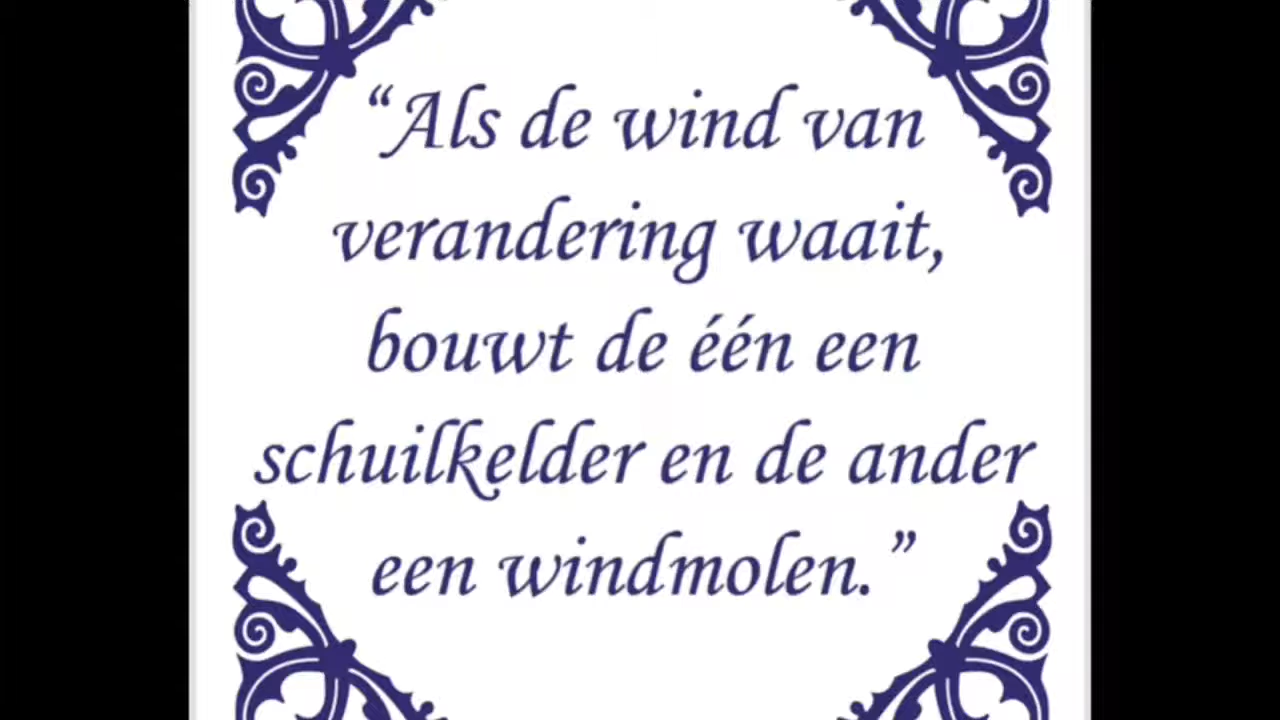 “Als de wind van
verandering waait,
bouwt de één een
schuilkelder en de ander
een windmolen.”